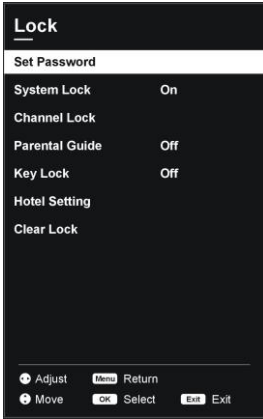 Lock
Set Password
System Lock On
Channel Lock
Parental Guide Off
Key Lock Off
Hotel Setting
Clear Lock
Adjust Menu Return
Move OK Select Exit Exit